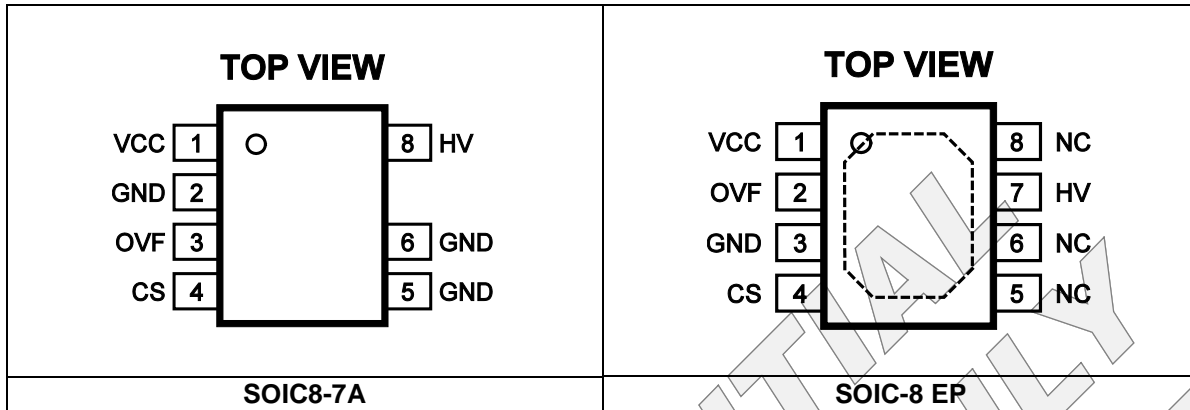 TOP VIEW
VCC 1
GND 2
OVF 3
CS 4
8 HV
6 GND
5 GND
SOIC8-7A
TOP VIEW
VCC 1
OVF 2
GND 3
CS 4
8 NC
7 HV
6 NC
5 NC
SOIC-8 EP
TIAL
LY